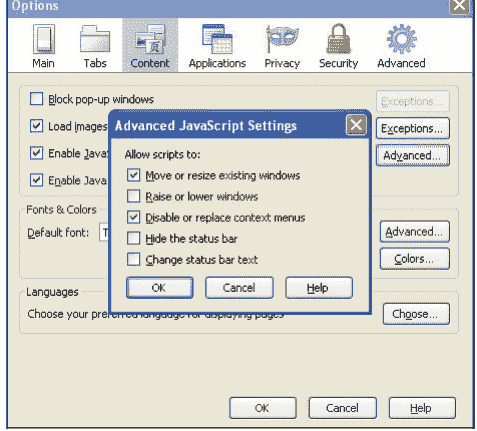 Options
Main Tabs Content Applications Privacy Security Advanced
Block pop-up windows Exceptions...
Load images Exceptions...
Enable Java Advanced...
Enable Java
Advanced JavaScript Settings
Allow scripts to:
Move or resize existing windows
Raise or lower windows
Disable or replace context menus
Hide the status bar
Change status bar text
OK Cancel Help
Fonts & Colors
Default font: T Advanced...
Colors...
Languages
Choose your preferred language for displaying pages Choose...
OK Cancel Help